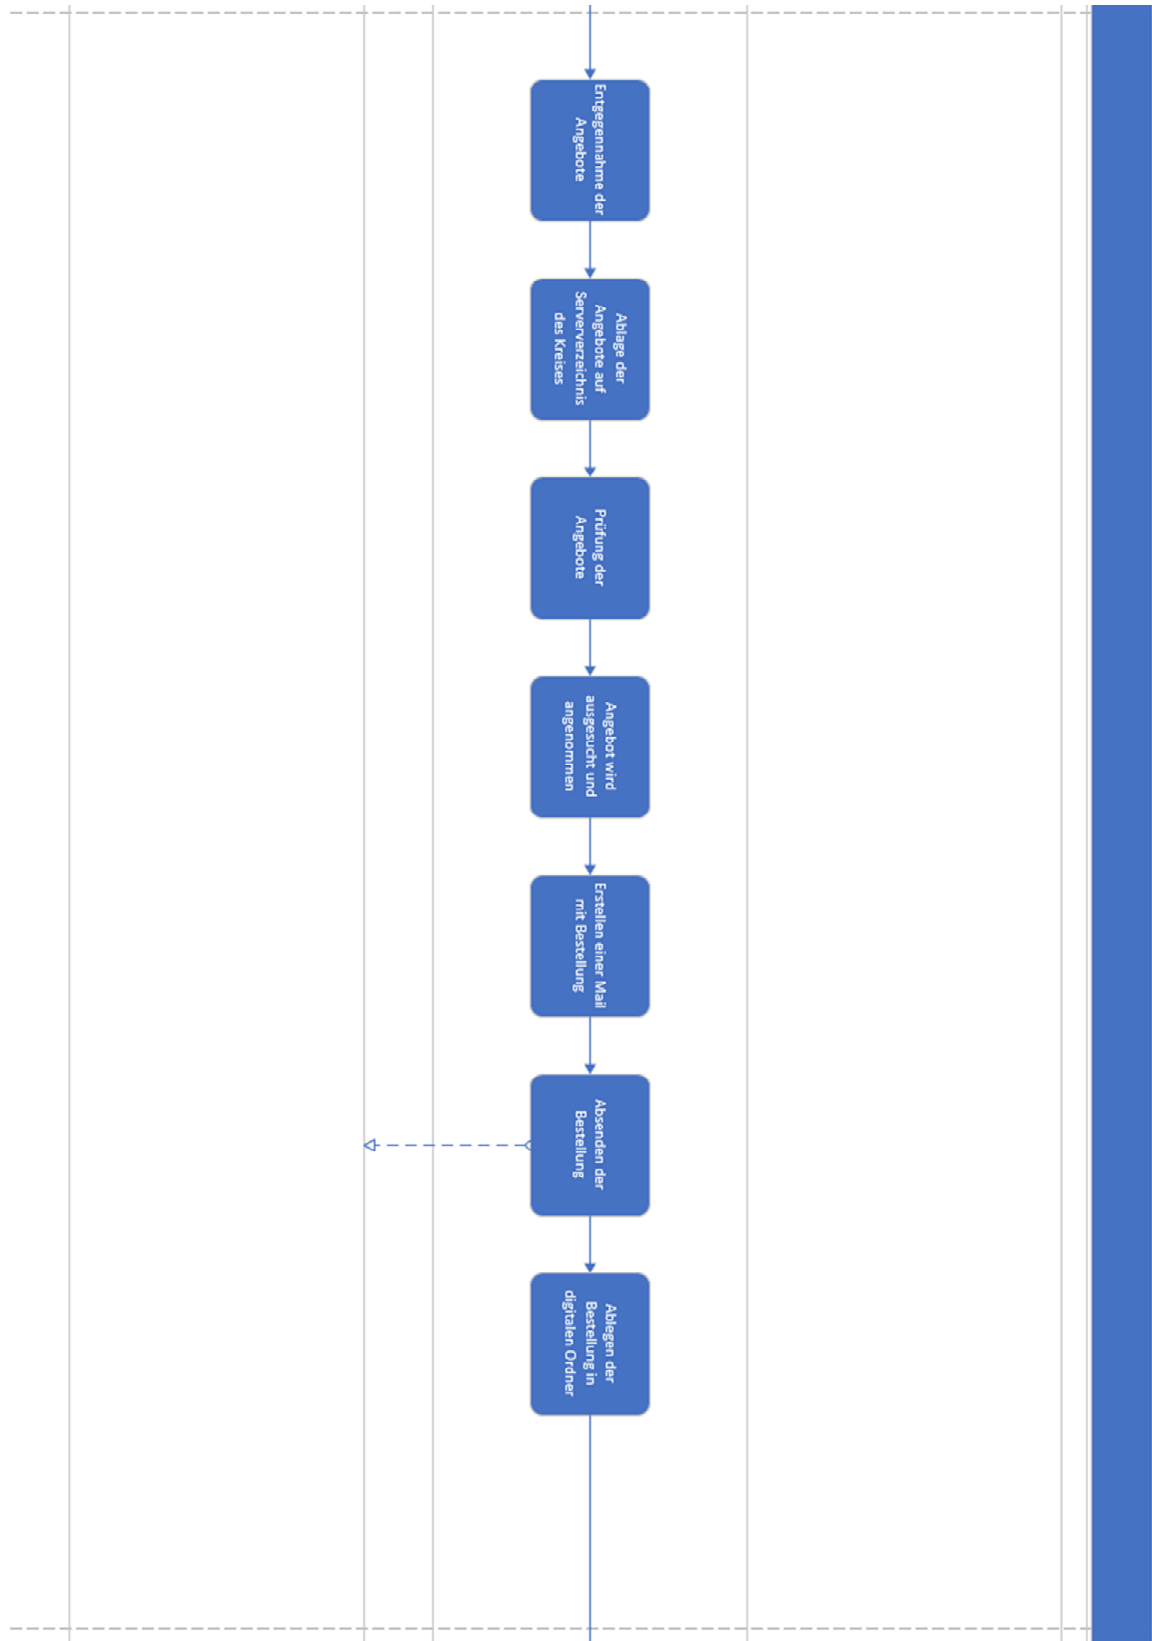 Entgegennahme der
Angebote
Ablage der
Angebote auf
Serververzeichnis
des Kreises
Prüfung der
Angebote
Angebot wird
ausgesucht und
angenommen
Erstellen einer Mail
mit Bestellung
Absenden der
Bestellung
Ablegen der
Bestellung in
digitalen Ordner